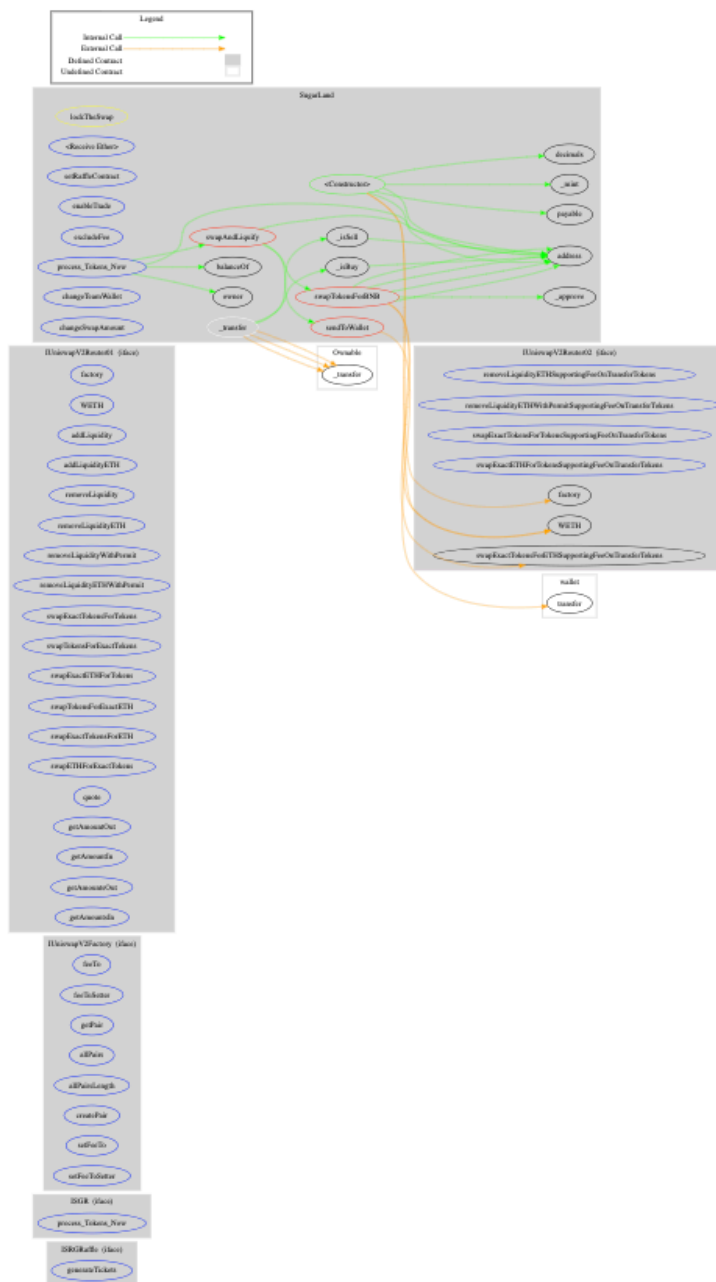 Legend
Internal Call
External Call
Defined Contract
Undefined Contract
SugarLand
lockTheSwap
<Receive Ether>
setRaffleContract
enableTrade
excludeFee
process_Tokens_Now
changeTeamWallet
changeSwapAmount
swapAndLiquify
balanceOf
owner
_transfer
<Constructor>
_isSell
_isBuy
swapTokensForBNB
sendToWallet
decimals
_mint
payable
address
_approve
Ownable
_transfer
IUniswapV2Router01 (iface)
factory
WETH
addLiquidity
addLiquidityETH
removeLiquidity
removeLiquidityETH
removeLiquidityWithPermit
removeLiquidityETHWithPermit
swapExactTokensForTokens
swapTokensForExactTokens
swapExactETHForTokens
swapTokensForExactETH
swapExactTokensForETH
swapETHForExactTokens
quote
getAmountOut
getAmountIn
getAmountsOut
getAmountsIn
IUniswapV2Router02 (iface)
removeLiquidityETHSupportingFeeOnTransferTokens
removeLiquidityETHWithPermitSupportingFeeOnTransferTokens
swapExactTokensForTokensSupportingFeeOnTransferTokens
swapExactETHForTokensSupportingFeeOnTransferTokens
factory
WETH
swapExactTokensForETHSupportingFeeOnTransferTokens
wallet
transfer
IUniswapV2Factory (iface)
feeTo
feeToSetter
getPair
allPairs
allPairsLength
createPair
setFeeTo
setFeeToSetter
ISGR (iface)
process_Tokens_Now
ISRGRaffle (iface)
generateTickets